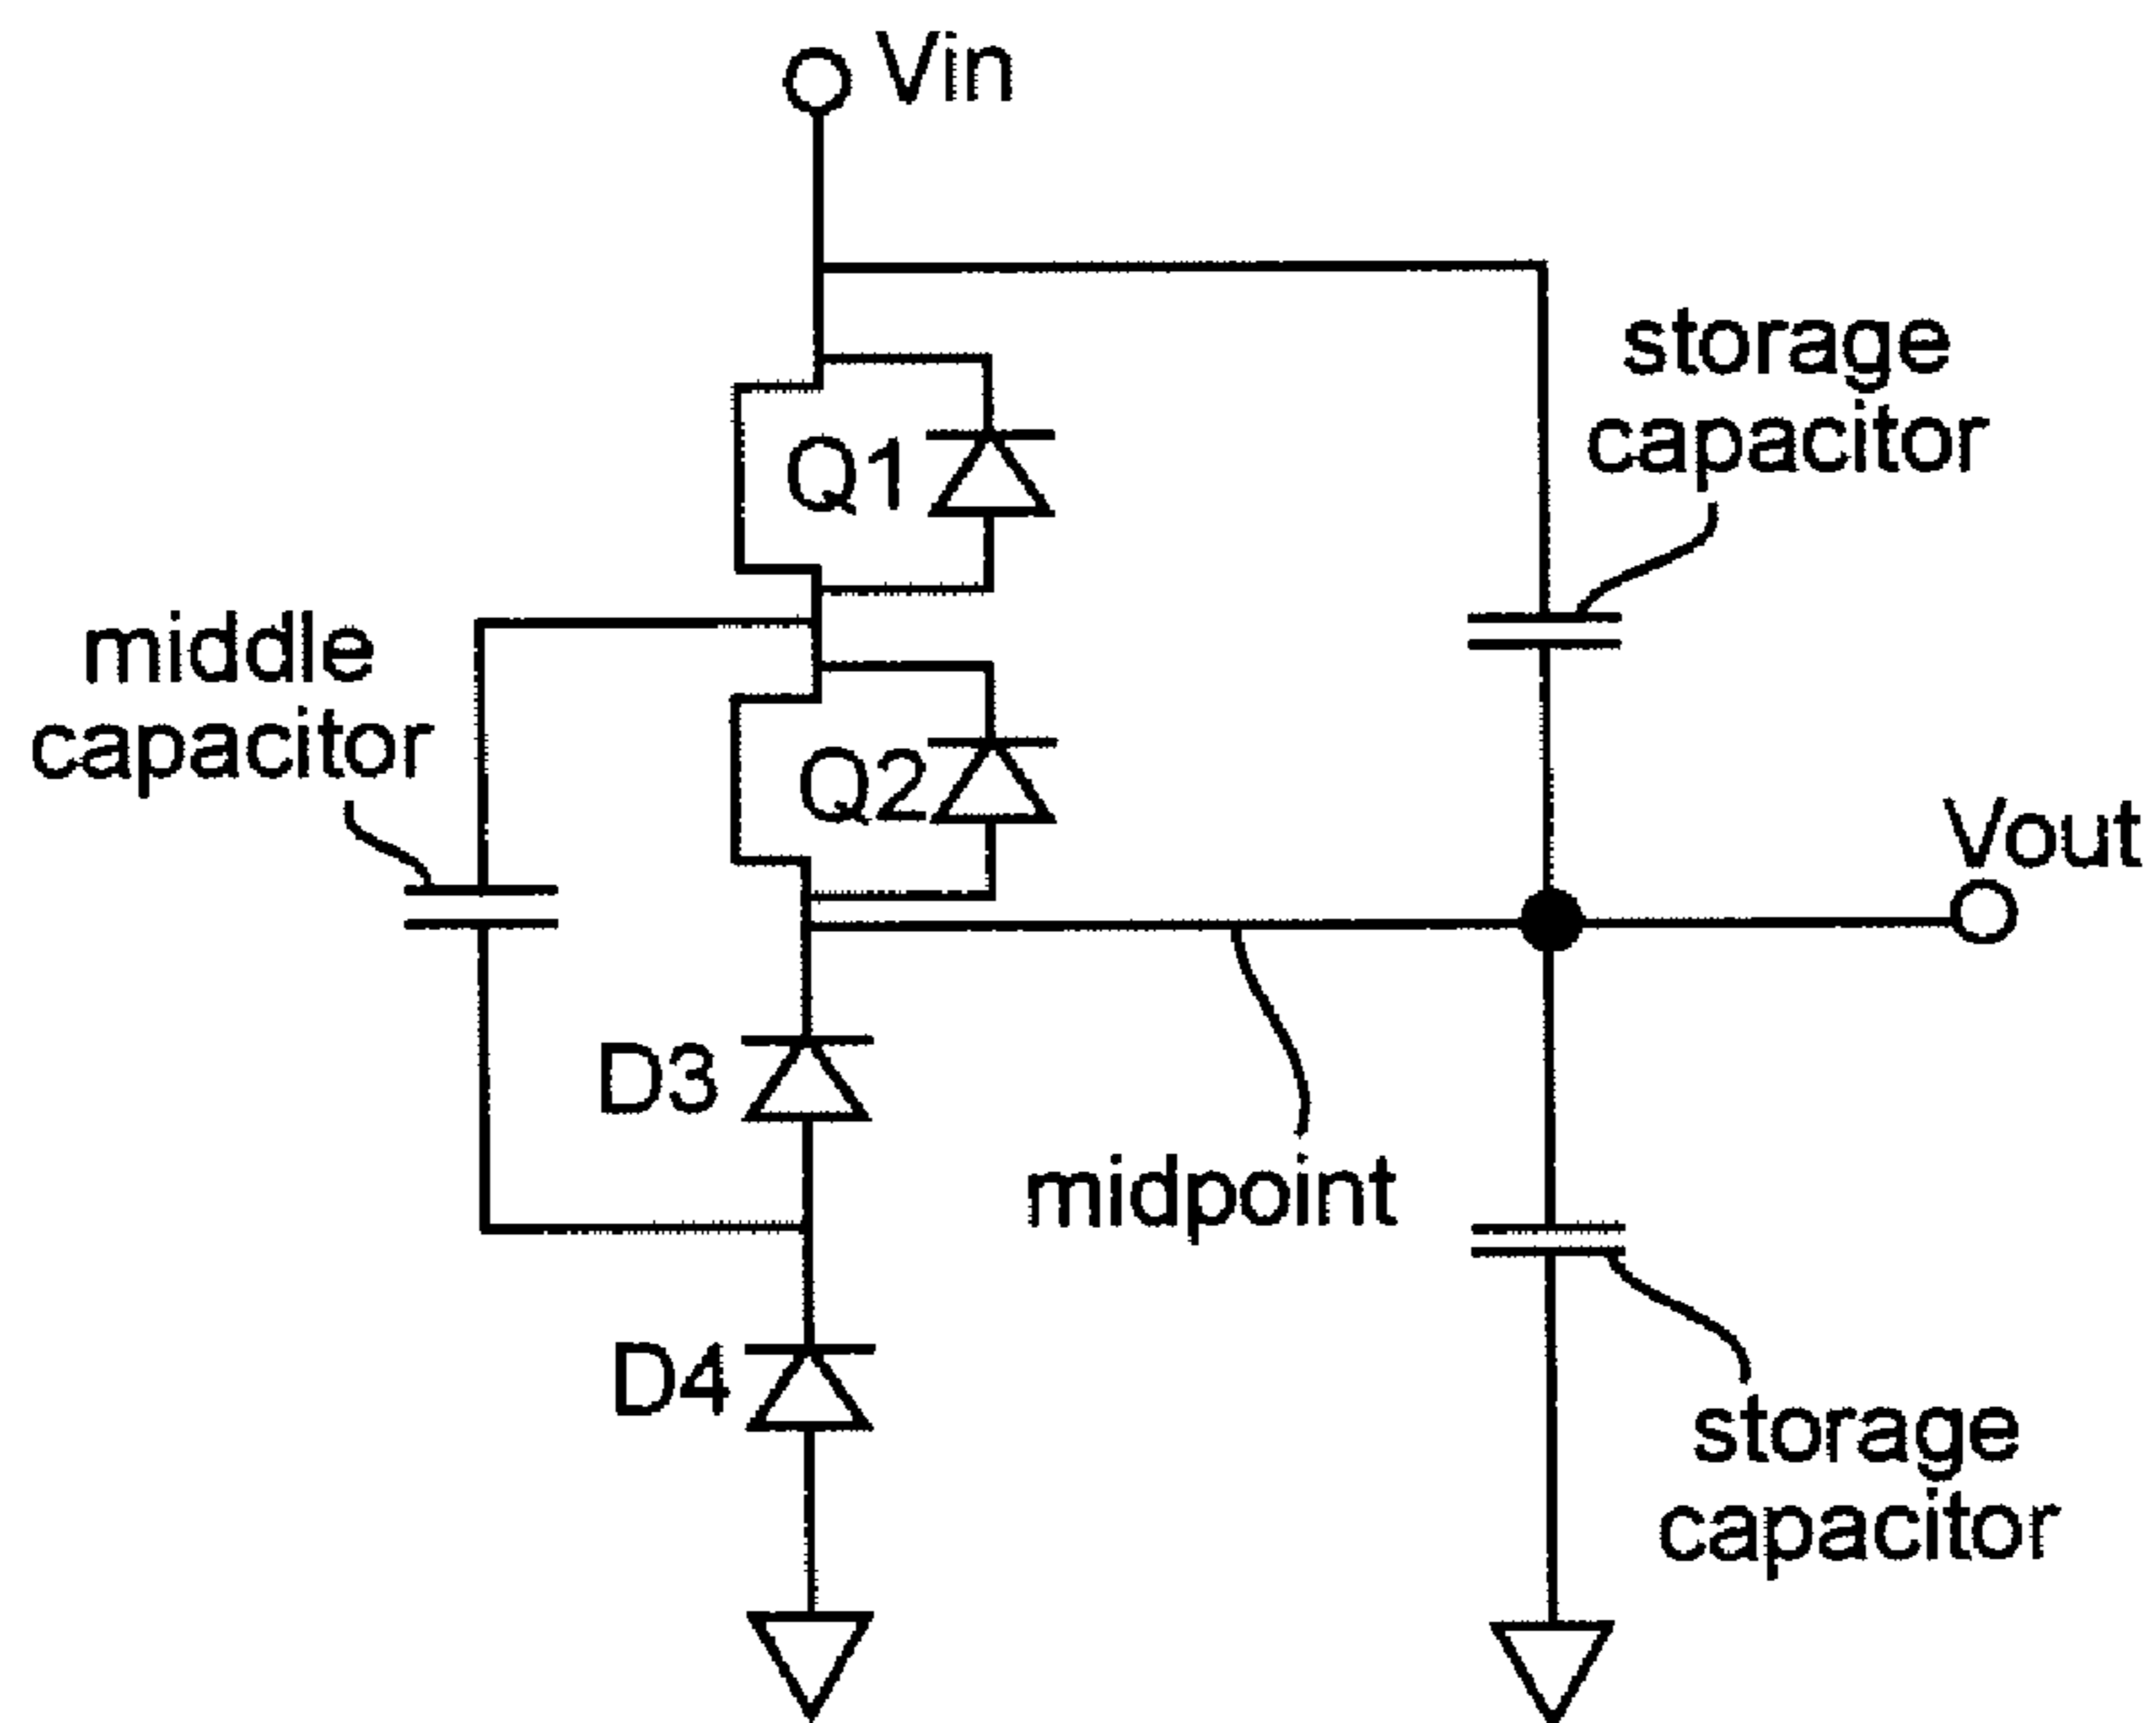 Vin
storage
capacitor
Q1
middle
capacitor
Q2
Vout
D3
midpoint
D4
storage
capacitor